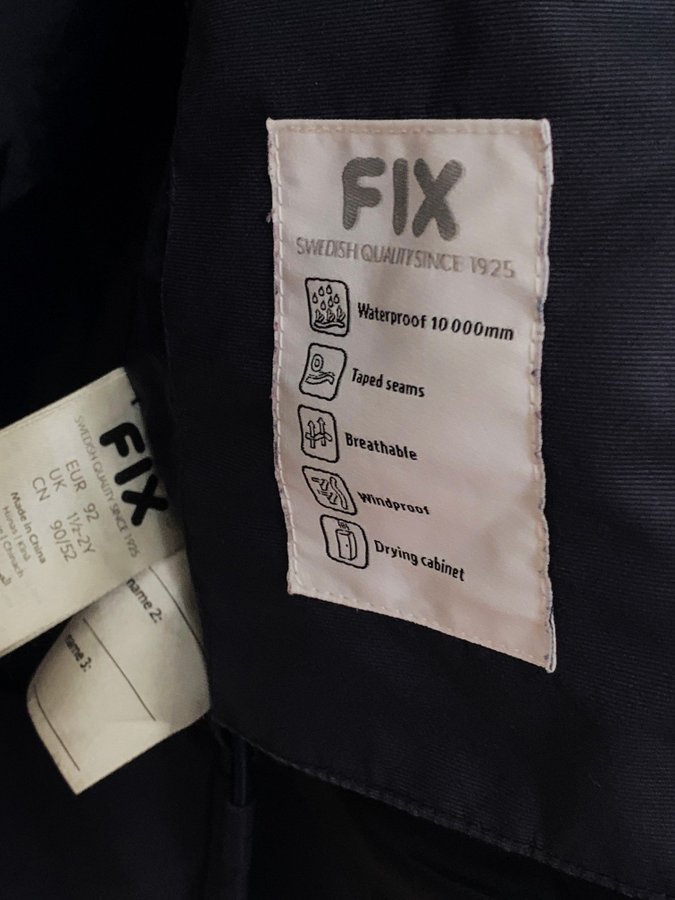 FIX
SWEDISH QUALITY SINCE 1925
Waterproof 10 000mm
Taped seams
Breathable
Windproof
Drying cabinet
FIX
SWEDISH QUALITY SINCE 1925
EUR 92
UK 1½-2Y
CN 90/52
Made in China
name 2:
name 3: